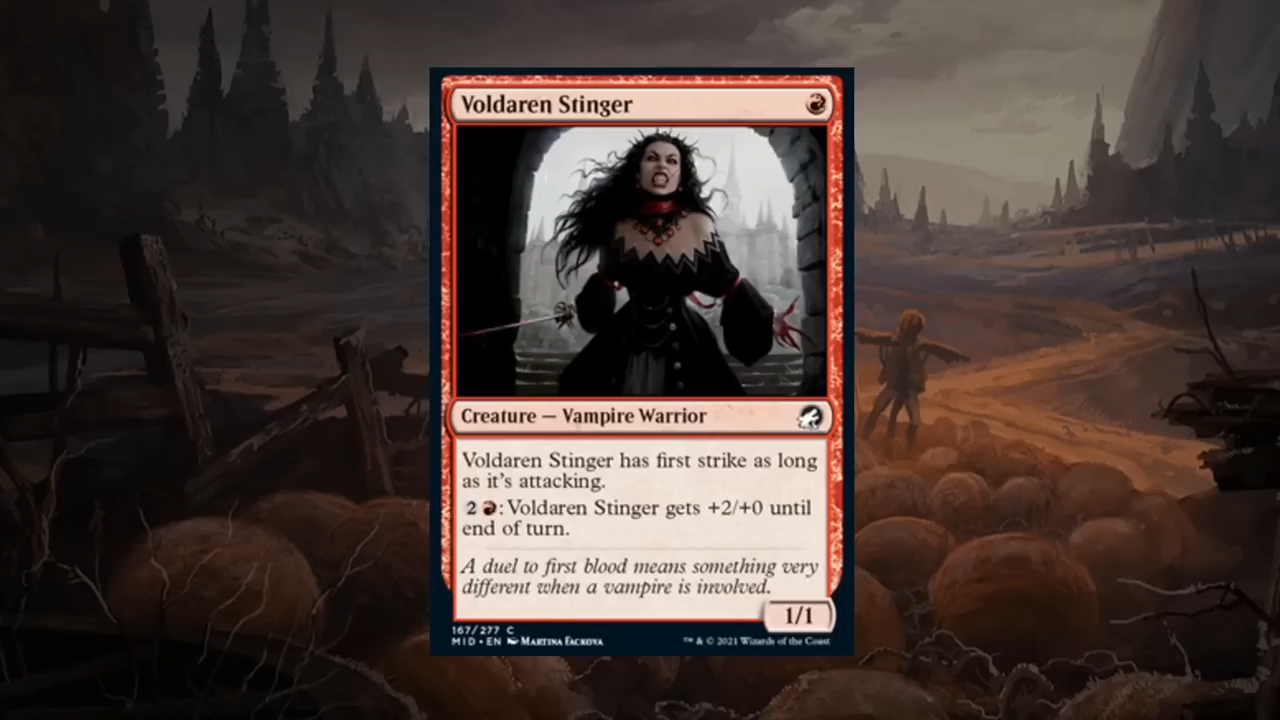 Voldaren Stinger
Creature — Vampire Warrior
Voldaren Stinger has first strike as long
as it's attacking.
2 : Voldaren Stinger gets +2/+0 until
end of turn.
A duel to first blood means something very
different when a vampire is involved.
1/1
167/277 C
MID • EN Martina Fackova
™ & © 2021 Wizards of the Coast